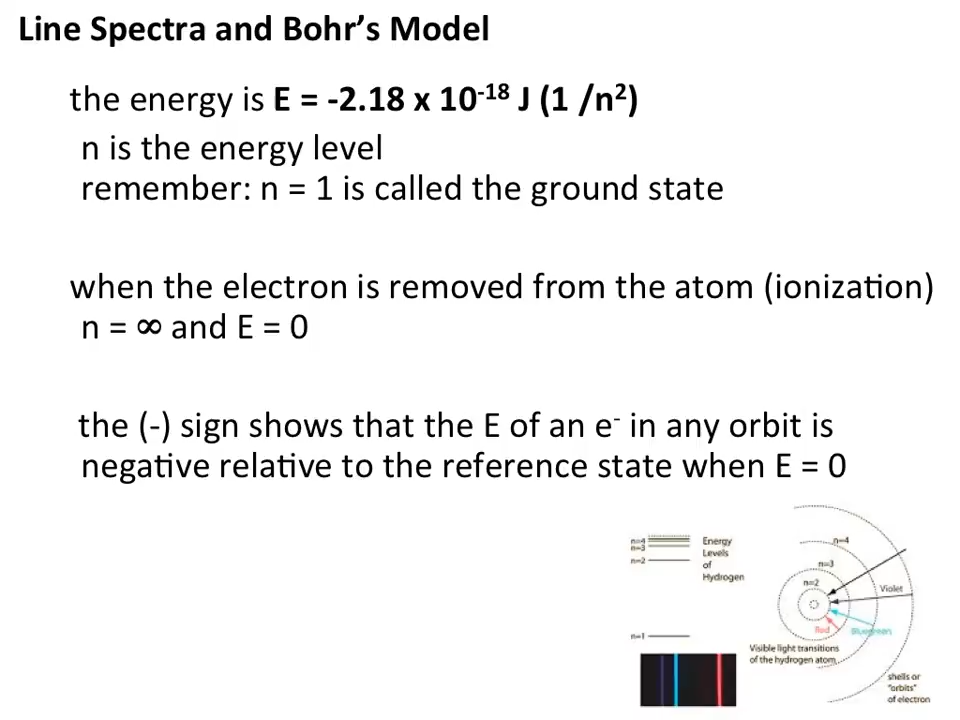 Line Spectra and Bohr’s Model
the energy is E = -2.18 x 10⁻¹⁸ J (1 /n²)
n is the energy level
remember: n = 1 is called the ground state
when the electron is removed from the atom (ionization)
n = ∞ and E = 0
the (-) sign shows that the E of an e⁻ in any orbit is
negative relative to the reference state when E = 0
n=4
n=3
n=2
n=1
Energy
Levels
of
Hydrogen
n=4
n=3
n=2
Violet
Red
Bluegreen
Visible light transitions
of the hydrogen atom
shells or
"orbits"
of electron